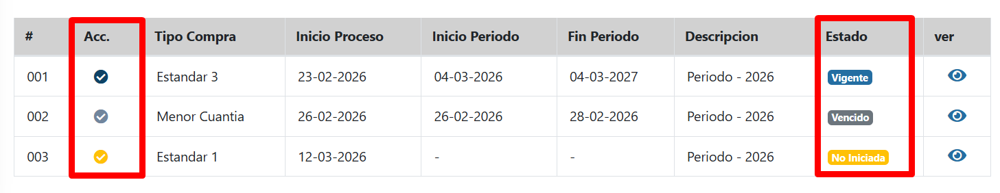 # Acc. Tipo Compra Inicio Proceso Inicio Periodo Fin Periodo Descripcion Estado ver
001 Estandar 3 23-02-2026 04-03-2026 04-03-2027 Periodo - 2026 Vigente
002 Menor Cuantia 26-02-2026 26-02-2026 28-02-2026 Periodo - 2026 Vencido
003 Estandar 1 12-03-2026 - - Periodo - 2026 No Iniciada